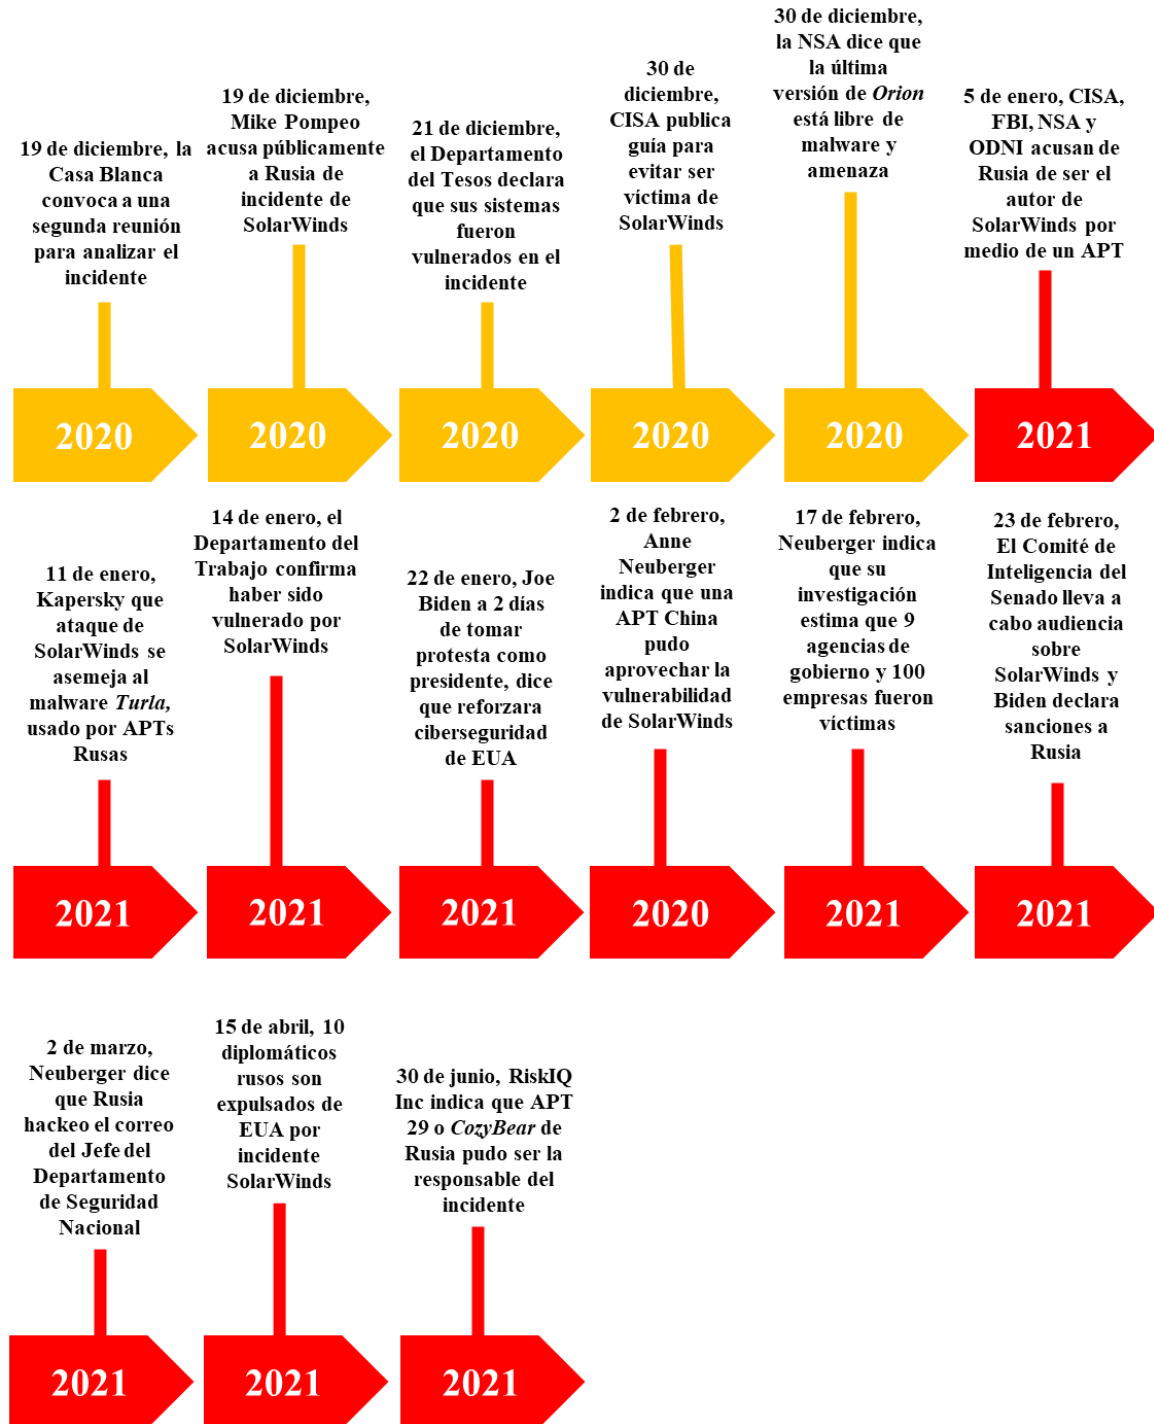 19 de diciembre, la
Casa Blanca
convoca a una
segunda reunión
para analizar el
incidente
19 de diciembre,
Mike Pompeo
acusa públicamente
a Rusia de
incidente de
SolarWinds
21 de diciembre,
el Departamento
del Tesos declara
que sus sistemas
fueron
vulnerados en el
incidente
30 de
diciembre,
CISA publica
guía para
evitar ser
víctima de
SolarWinds
30 de diciembre,
la NSA dice que
la última
versión de Orion
está libre de
malware y
amenaza
5 de enero, CISA,
FBI, NSA y
ODNI acusan de
Rusia de ser el
autor de
SolarWinds por
medio de un APT
2020
2020
2020
2020
2020
2021
11 de enero,
Kapersky que
ataque de
SolarWinds se
asemeja al
malware Turla,
usado por APTs
Rusas
14 de enero, el
Departamento del
Trabajo confirma
haber sido
vulnerado por
SolarWinds
22 de enero, Joe
Biden a 2 días
de tomar
protesta como
presidente, dice
que reforzara
ciberseguridad
de EUA
2 de febrero,
Anne
Neuberger
indica que una
APT China
pudo
aprovechar la
vulnerabilidad
de SolarWinds
17 de febrero,
Neuberger indica
que su
investigación
estima que 9
agencias de
gobierno y 100
empresas fueron
víctimas
23 de febrero,
El Comité de
Inteligencia del
Senado lleva a
cabo audiencia
sobre
SolarWinds y
Biden declara
sanciones a
Rusia
2021
2021
2021
2020
2021
2021
2 de marzo,
Neuberger dice
que Rusia
hackeo el correo
del Jefe del
Departamento
de Seguridad
Nacional
15 de abril, 10
diplomáticos
rusos son
expulsados de
EUA por
incidente
SolarWinds
30 de junio, RiskIQ
Inc indica que APT
29 o CozyBear de
Rusia pudo ser la
responsable del
incidente
2021
2021
2021